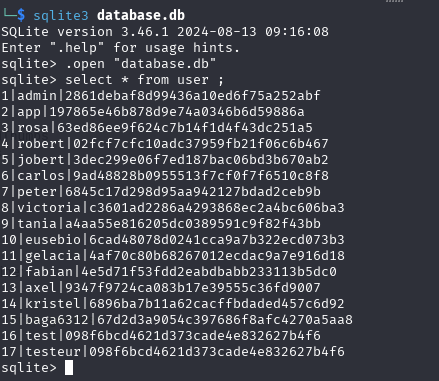 └─$ sqlite3 database.db
SQLite version 3.46.1 2024-08-13 09:16:08
Enter ".help" for usage hints.
sqlite> .open "database.db"
sqlite> select * from user ;
1|admin|2861debaf8d99436a10ed6f75a252abf
2|app|197865e46b878d9e74a0346b6d59886a
3|rosa|63ed86ee9f624c7b14f1d4f43dc251a5
4|robert|02fcf7cfc10adc37959fb21f06c6b467
5|jobert|3dec299e06f7ed187bac06bd3b670ab2
6|carlos|9ad48828b0955513f7cf0f7f6510c8f8
7|peter|6845c17d298d95aa942127bdad2ceb9b
8|victoria|c3601ad2286a4293868ec2a4bc606ba3
9|tania|a4aa55e816205dc0389591c9f82f43bb
10|eusebio|6cad48078d0241cca9a7b322ecd073b3
11|gelacia|4af70c80b68267012ecdac9a7e916d18
12|fabian|4e5d71f53fdd2eabdbabb233113b5dc0
13|axel|9347f9724ca083b17e39555c36fd9007
14|kristel|6896ba7b11a62cacffbdaded457c6d92
15|baga6312|67d2d3a9054c397686f8afc4270a5aa8
16|test|098f6bcd4621d373cade4e832627b4f6
17|testeur|098f6bcd4621d373cade4e832627b4f6
sqlite>